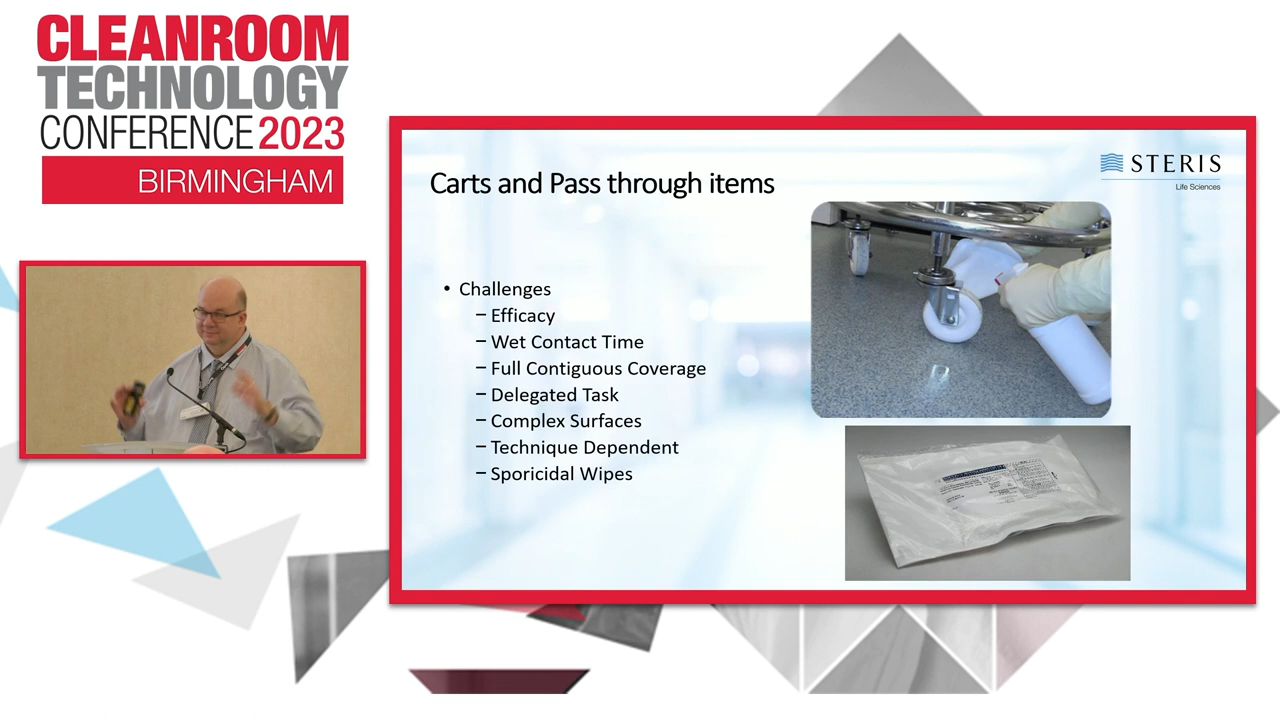 CLEANROOM
TECHNOLOGY
CONFERENCE 2023
BIRMINGHAM
STERIS
Life Sciences
Carts and Pass through items
• Challenges
– Efficacy
– Wet Contact Time
– Full Contiguous Coverage
– Delegated Task
– Complex Surfaces
– Technique Dependent
– Sporicidal Wipes